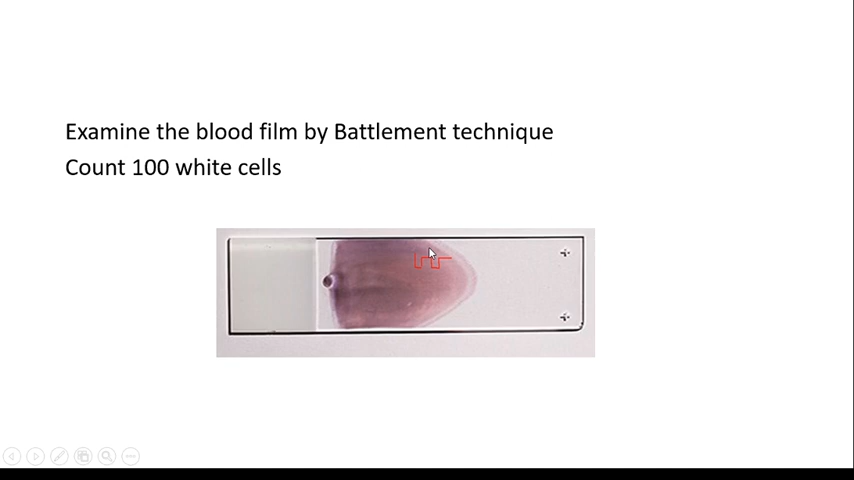 Examine the blood film by Battlement technique
Count 100 white cells